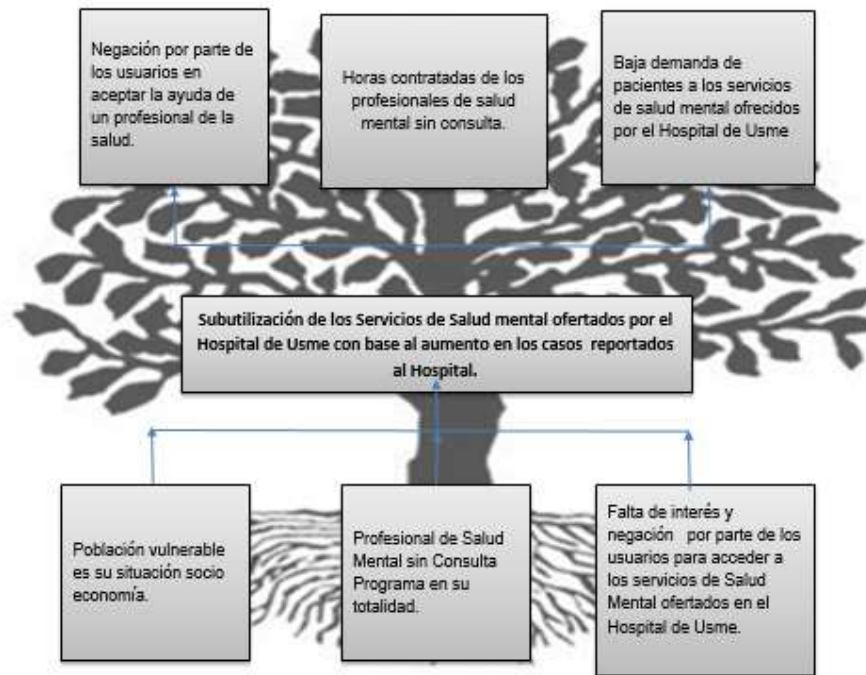 Negación por parte de
los usuarios en
aceptar la ayuda de
un profesional de la
salud.
Horas contratadas de los
profesionales de salud
mental sin consulta.
Baja demanda de
pacientes a los servicios
de salud mental ofrecidos
por el Hospital de Usme
Subutilización de los Servicios de Salud mental ofertados por el
Hospital de Usme con base al aumento en los casos reportados
al Hospital.
Población vulnerable
es su situación socio
economía.
Profesional de Salud
Mental sin Consulta
Programa en su
totalidad.
Falta de interés y
negación por parte de los
usuarios para acceder a
los servicios de Salud
Mental ofertados en el
Hospital de Usme.